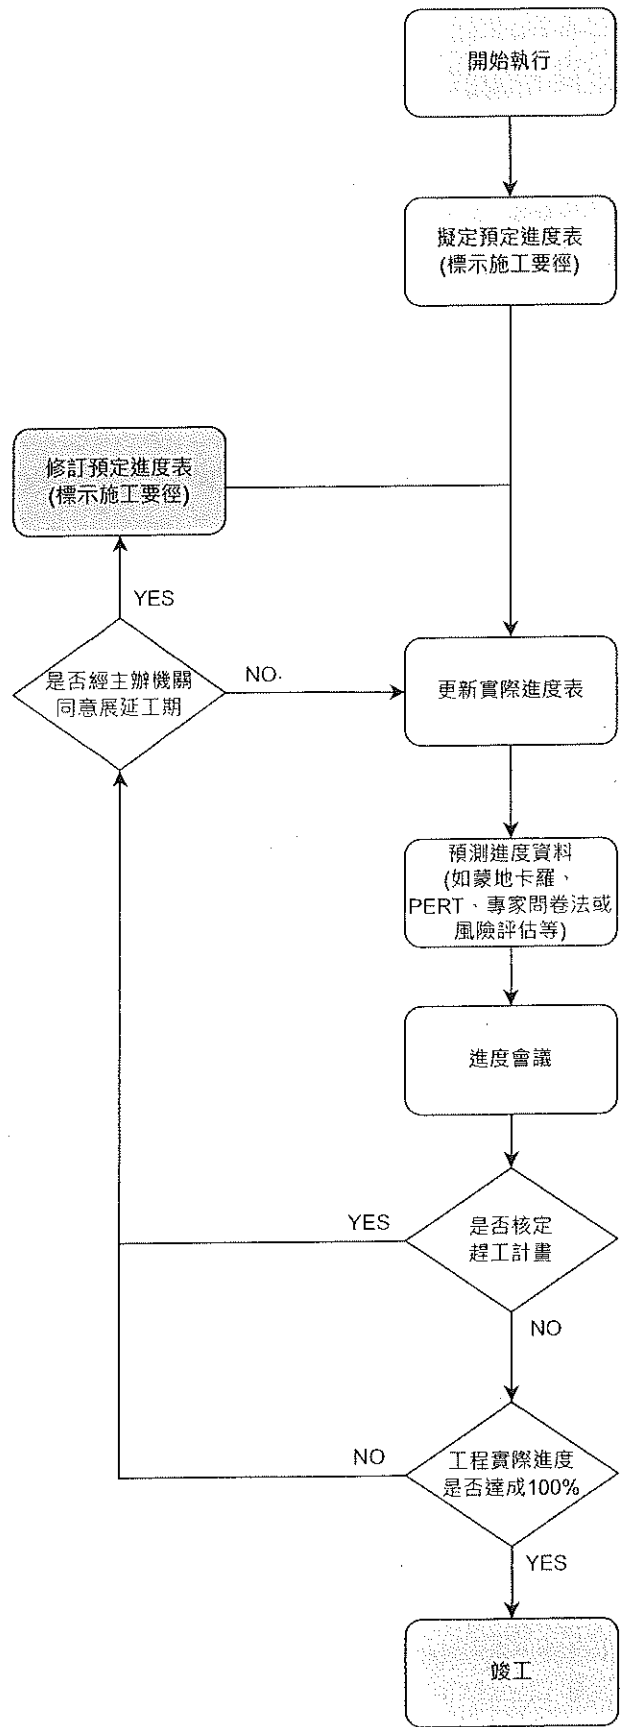 開始執行
擬定預定進度表
(標示施工要徑)
修訂預定進度表
(標示施工要徑)
YES
是否經主辦機關
同意展延工期
NO
更新實際進度表
預測進度資料
(如蒙地卡羅、
PERT、專家問卷法或
風險評估等)
進度會議
YES
是否核定
趕工計畫
NO
NO
工程實際進度
是否達成100%
YES
竣工